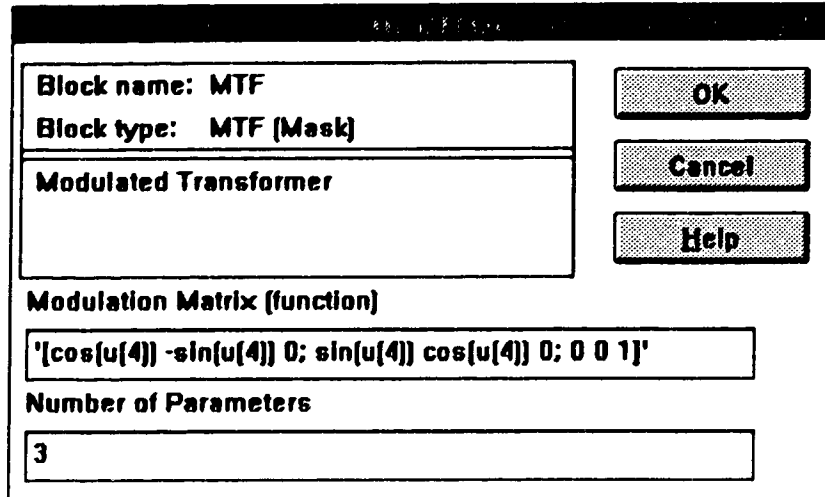 Block name: MTF
Block type: MTF (Mask)
Modulated Transformer
OK
Cancel
Help
Modulation Matrix (function)
'[cos(u(4)) -sin(u(4)) 0; sin(u(4)) cos(u(4)) 0; 0 0 1]'
Number of Parameters
3